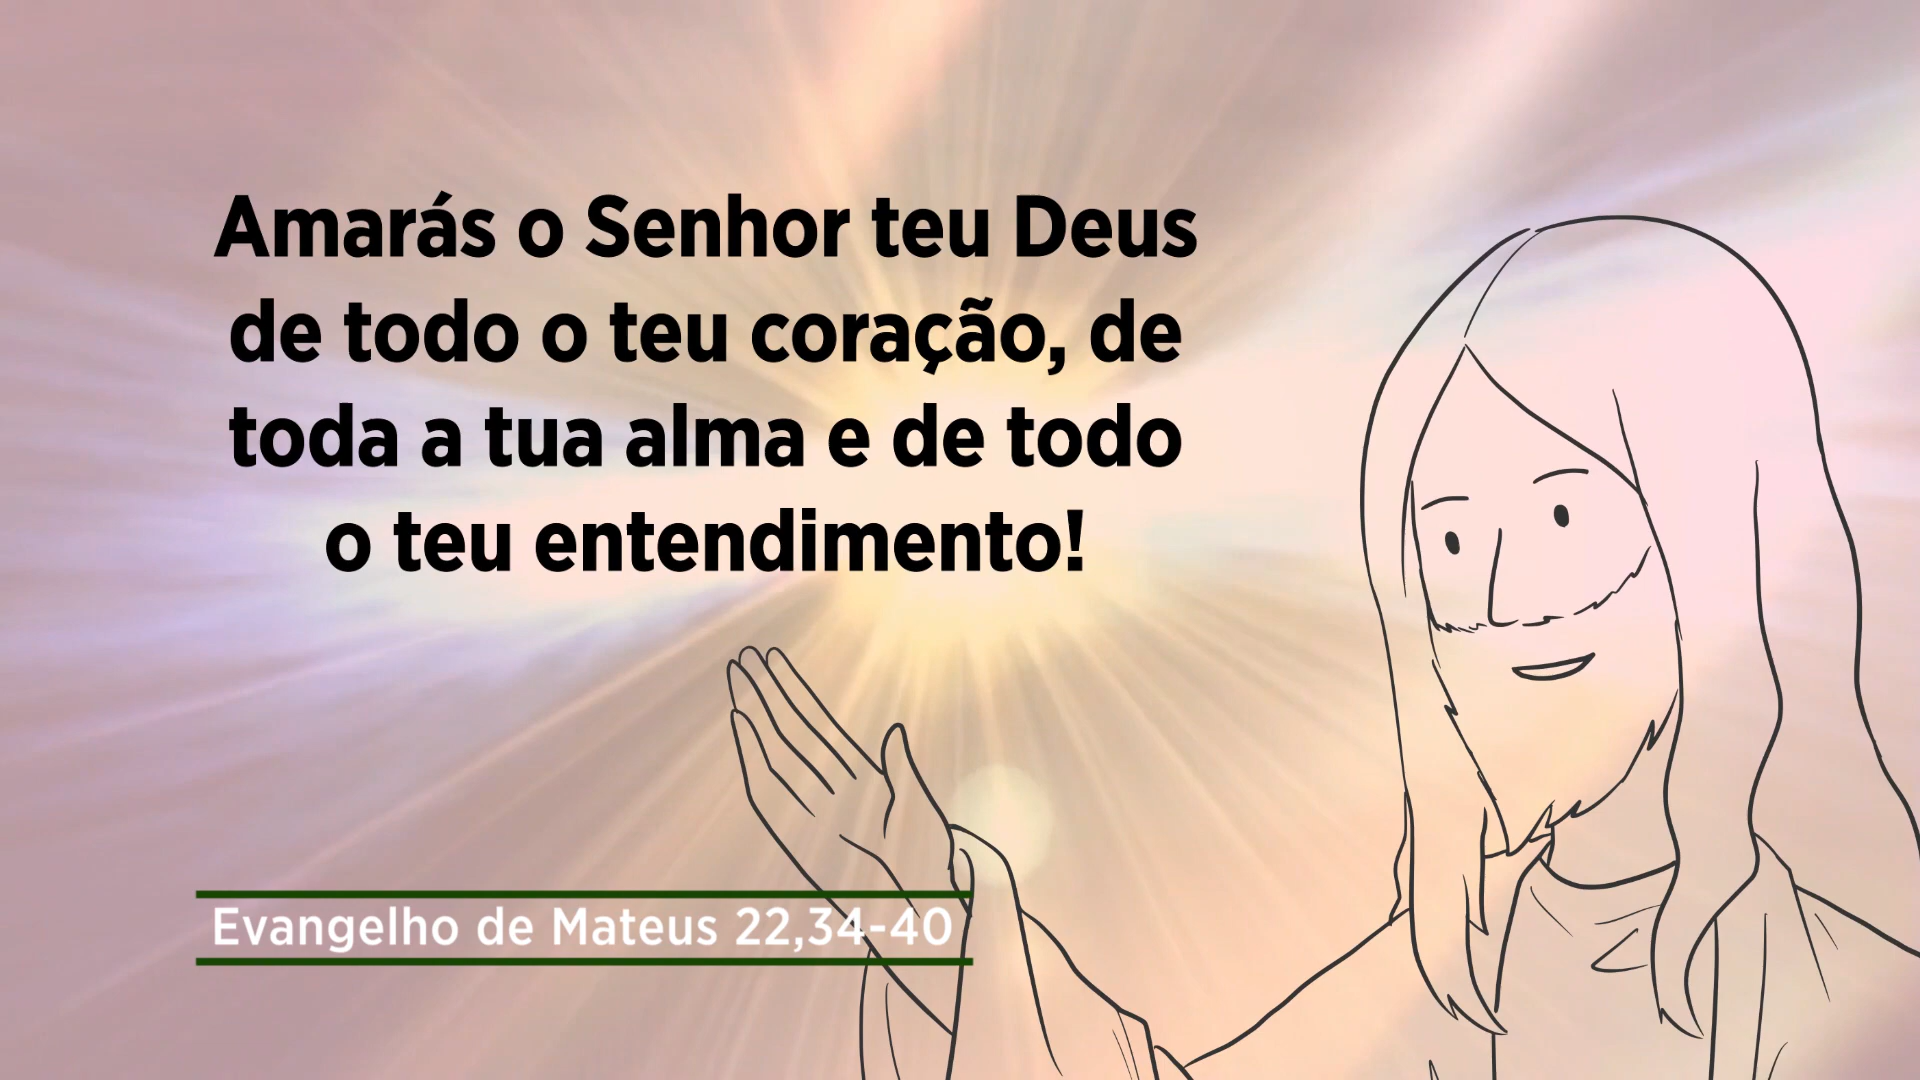 Amarás o Senhor teu Deus
de todo o teu coração, de
toda a tua alma e de todo
o teu entendimento!
Evangelho de Mateus 22,34-40